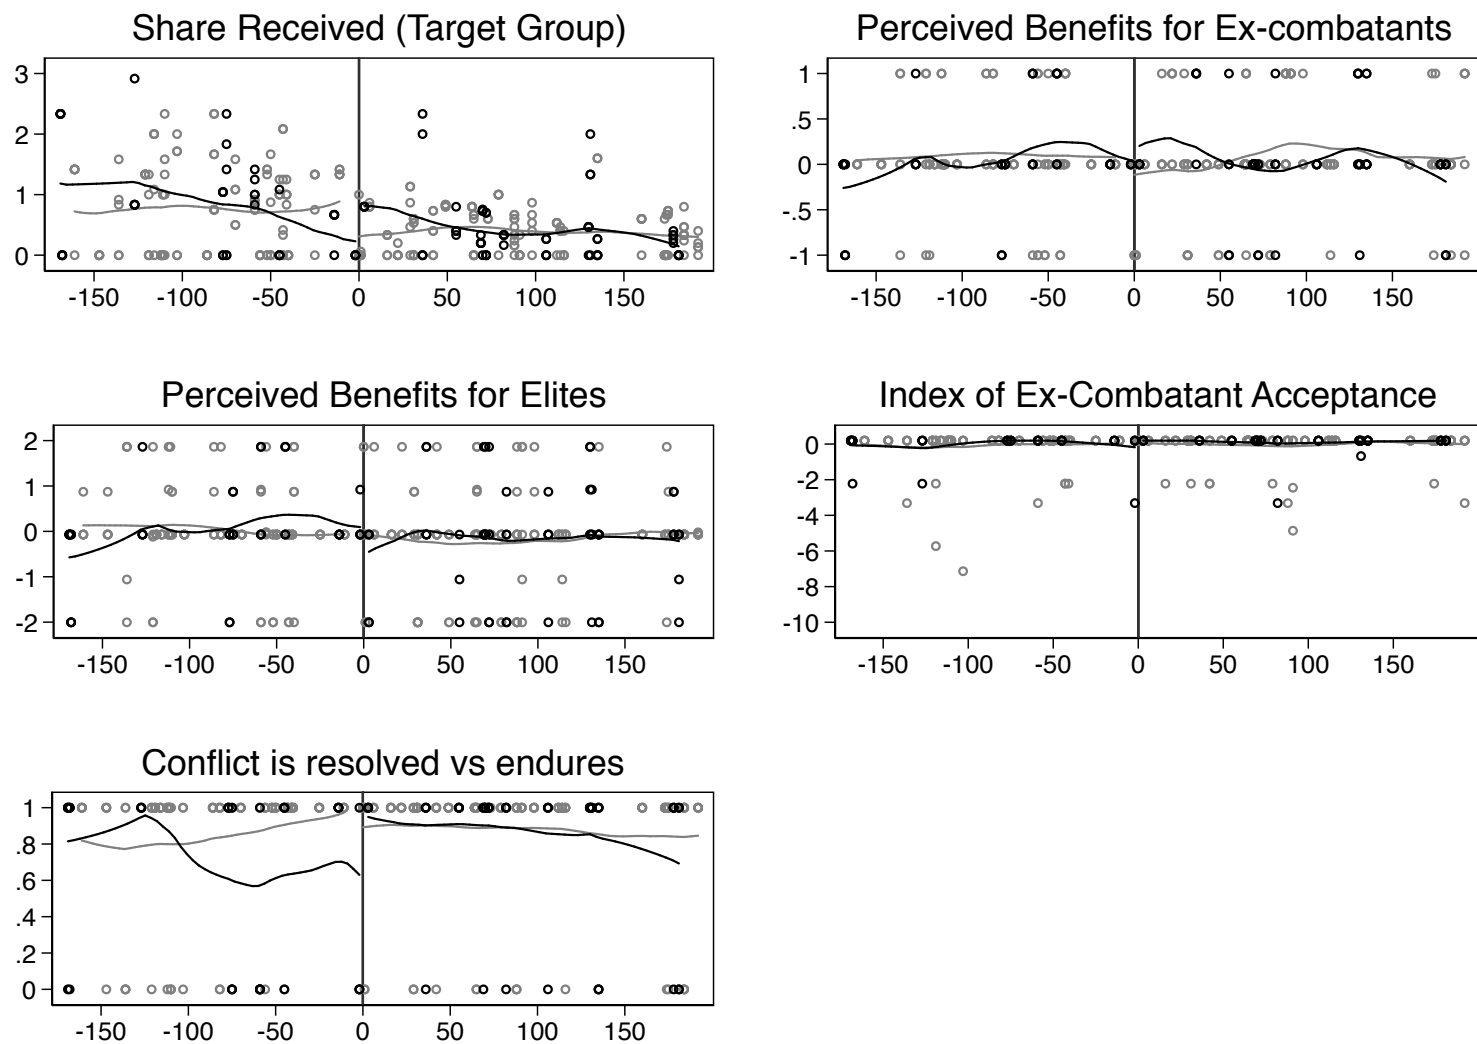 Share Received (Target Group)
3
2
1
0
-150 -100 -50 0 50 100 150
Perceived Benefits for Ex-combatants
1
.5
0
-.5
-1
-150 -100 -50 0 50 100 150
Perceived Benefits for Elites
2
1
0
-1
-2
-150 -100 -50 0 50 100 150
Index of Ex-Combatant Acceptance
0
-2
-4
-6
-8
-10
-150 -100 -50 0 50 100 150
Conflict is resolved vs endures
1
.8
.6
.4
.2
0
-150 -100 -50 0 50 100 150